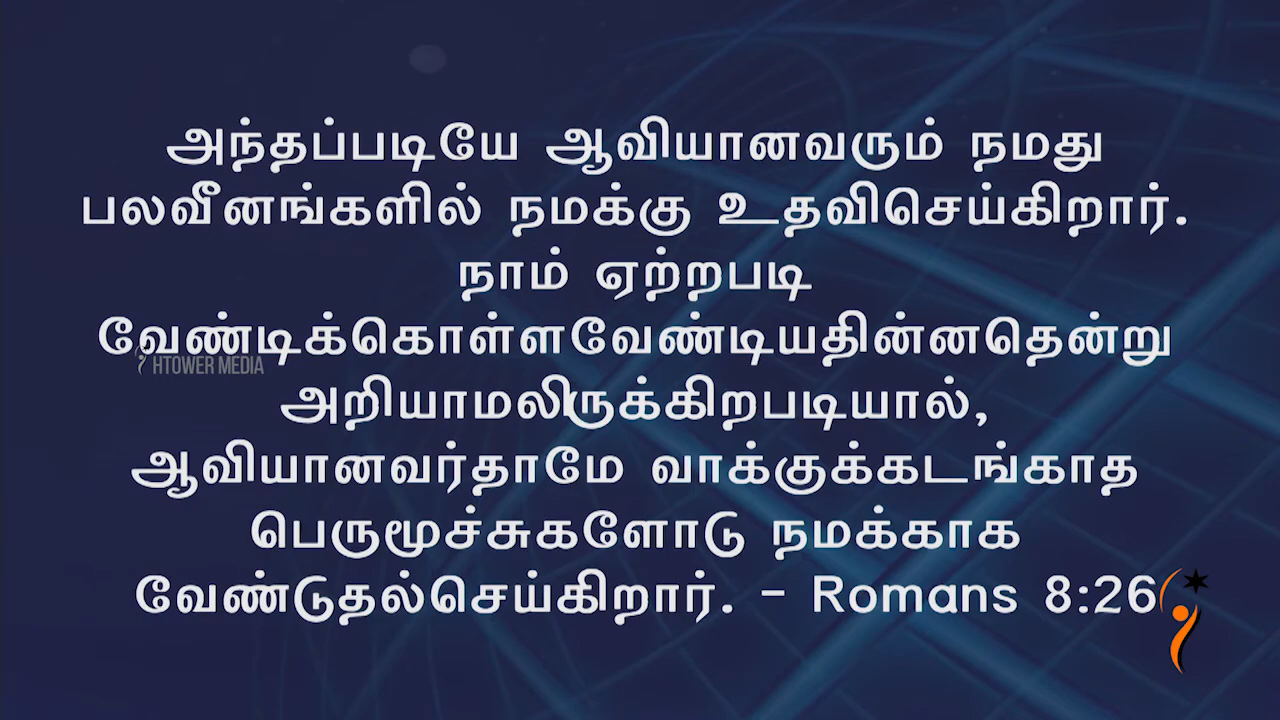 அந்தப்படியே ஆவியானவரும் நமது
பலவீனங்களில் நமக்கு உதவிசெய்கிறார்.
நாம் ஏற்றபடி
வேண்டிக்கொள்ளவேண்டியதின்னதென்று
HTOWER MEDIA
அறியாமலிருக்கிறபடியால்,
ஆவியானவர்தாமே வாக்குக்கடங்காத
பெருமூச்சுகளோடு நமக்காக
வேண்டுதல்செய்கிறார். - Romans 8:26